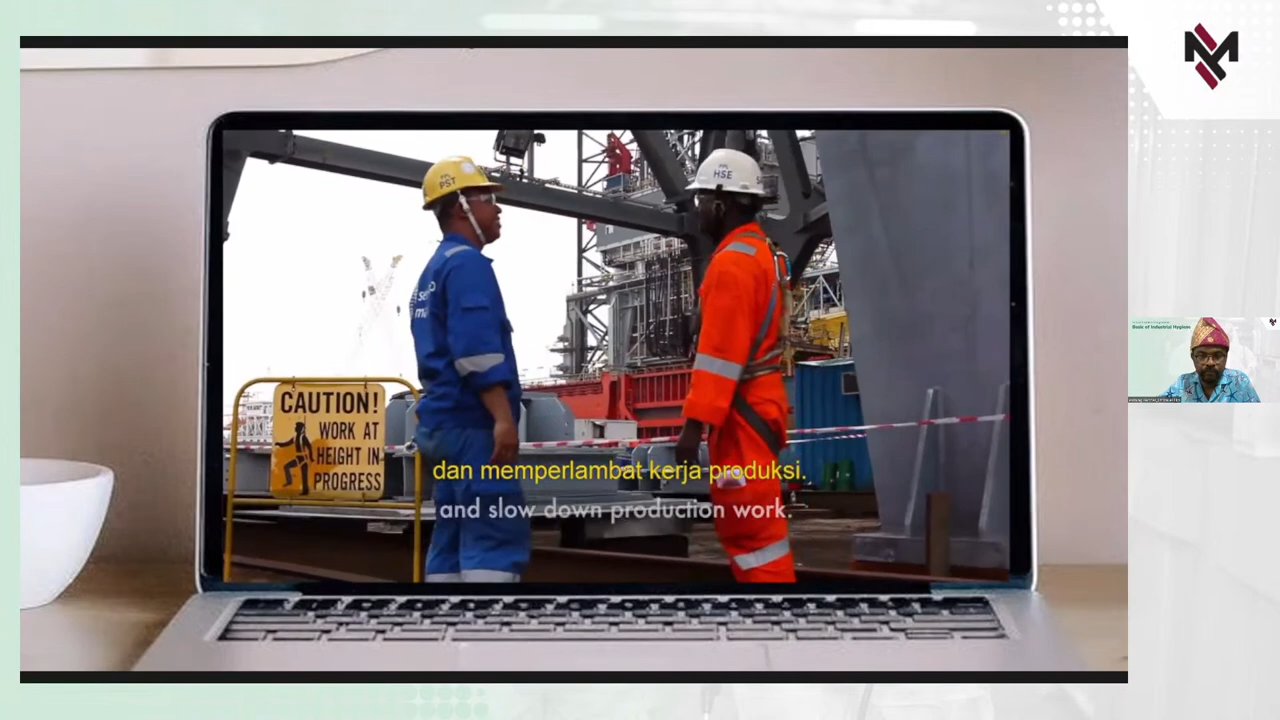 PST
HSE
CAUTION!
WORK AT
HEIGHT IN
PROGRESS
dan memperlambat kerja produksi.
and slow down production work.
Basic of Industrial Hygiene